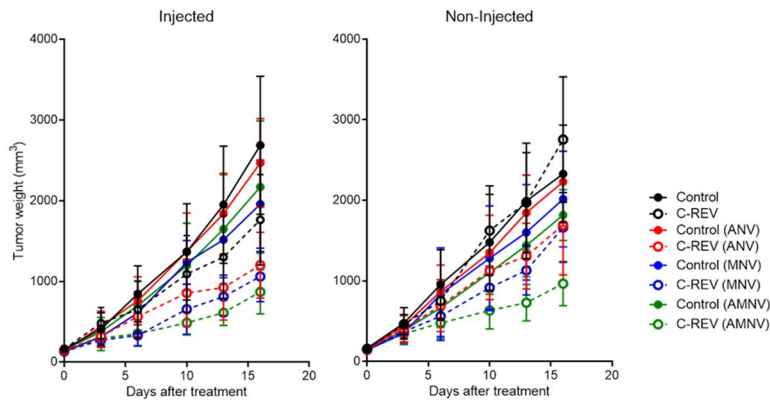 Injected
Non-Injected
4000
3000
2000
1000
0
Tumor weight (mm³)
0
5
10
15
20
Days after treatment
4000
3000
2000
1000
0
0
5
10
15
20
Days after treatment
Control
C-REV
Control (ANV)
C-REV (ANV)
Control (MNV)
C-REV (MNV)
Control (AMNV)
C-REV (AMNV)